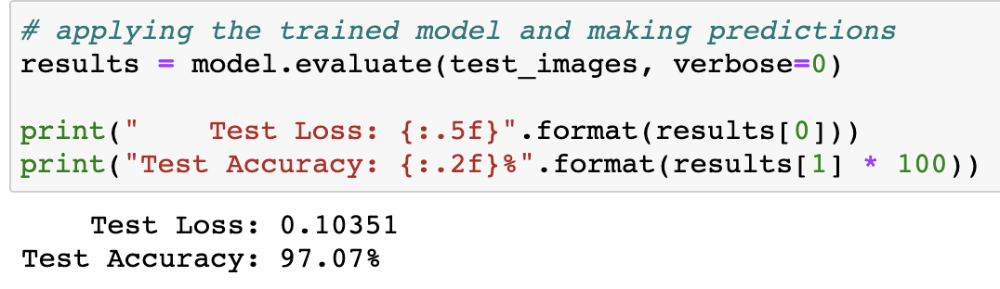 # applying the trained model and making predictions
results = model.evaluate(test_images, verbose=0)
print("    Test Loss: {:.5f}".format(results[0]))
print("Test Accuracy: {:.2f}%".format(results[1] * 100))
    Test Loss: 0.10351
Test Accuracy: 97.07%